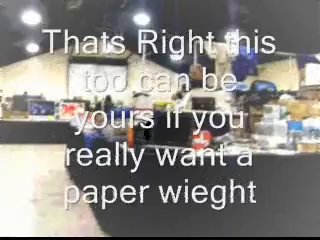 Thats Right this
too can be
yours if you
really want a
paper wieght